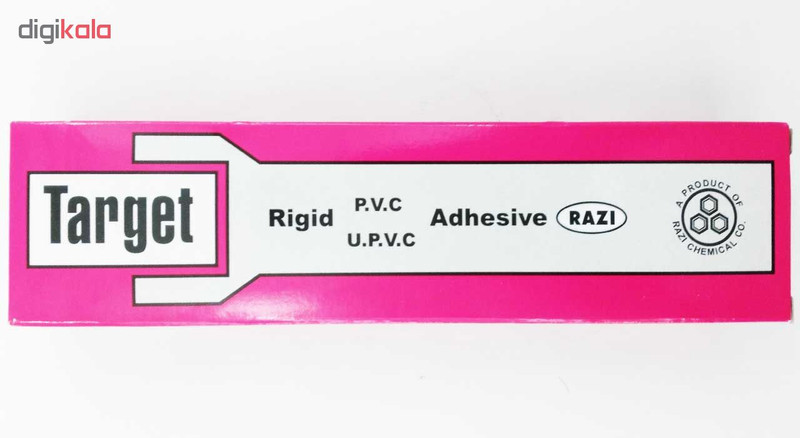 digikala
Target
Rigid P.V.C U.P.V.C Adhesive RAZI
A PRODUCT OF RAZI CHEMICAL CO.